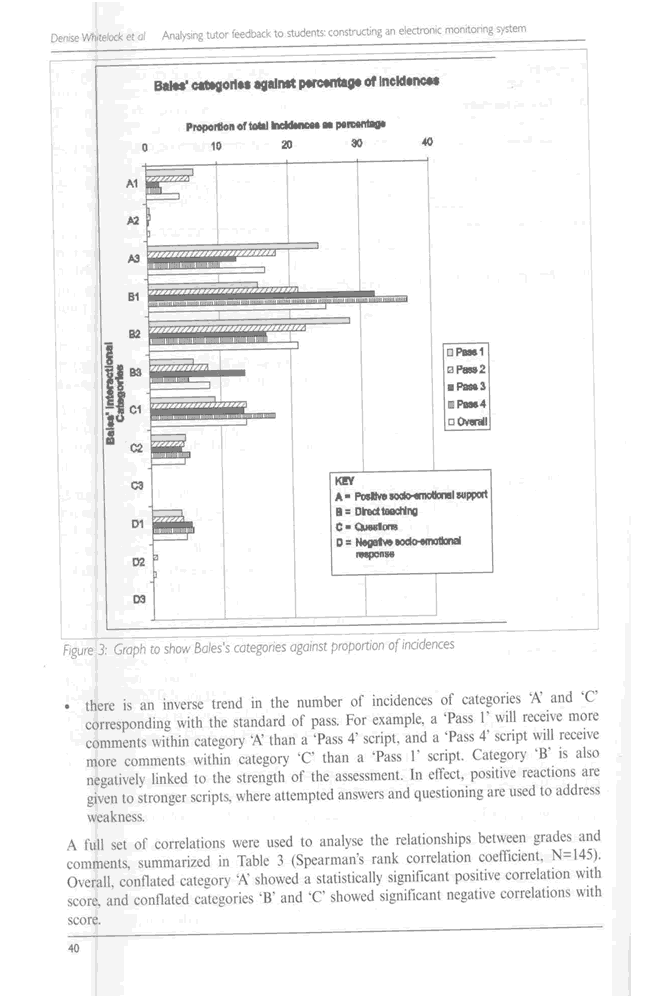 Denise Whitelock et al Analysing tutor feedback to students: constructing an electronic monitoring system
Bales' categories against percentage of incidences
Proportion of total incidences as percentage
0 10 20 30 40
A1
A2
A3
B1
B2
B3
C1
C2
C3
D1
D2
D3
Bales' Interactional
Categories
Pass 1
Pass 2
Pass 3
Pass 4
Overall
KEY
A = Positive socio-emotional support
B = Direct teaching
C = Questions
D = Negative socio-emotional
response
Figure 3: Graph to show Bales's categories against proportion of incidences
• there is an inverse trend in the number of incidences of categories 'A' and 'C'
corresponding with the standard of pass. For example, a 'Pass 1' will receive more
comments within category 'A' than a 'Pass 4' script, and a 'Pass 4' script will receive
more comments within category 'C' than a 'Pass 1' script. Category 'B' is also
negatively linked to the strength of the assessment. In effect, positive reactions are
given to stronger scripts, where attempted answers and questioning are used to address
weakness.
A full set of correlations were used to analyse the relationships between grades and
comments, summarized in Table 3 (Spearman's rank correlation coefficient, N=145).
Overall, conflated category 'A' showed a statistically significant positive correlation with
score, and conflated categories 'B' and 'C' showed significant negative correlations with
score.
40